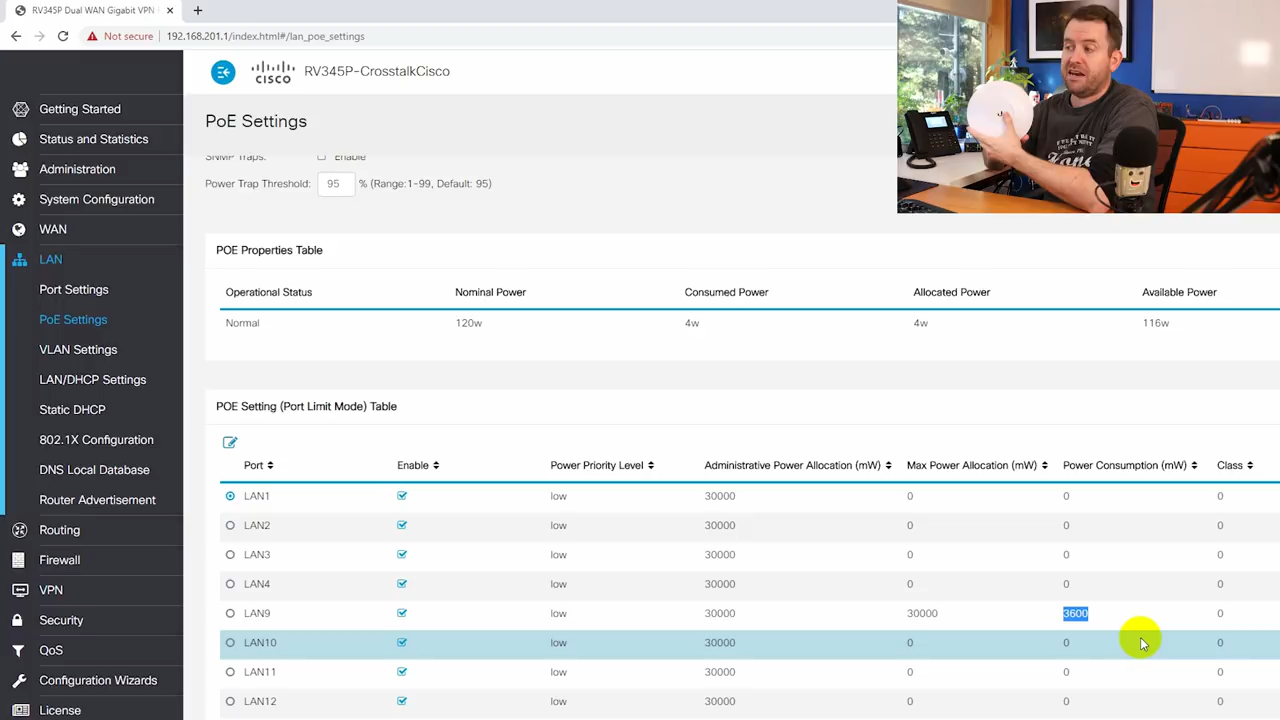 RV345P Dual WAN Gigabit VPN
Not secure 192.168.201.1/index.html#/lan_poe_settings
CISCO RV345P-CrosstalkCisco
Getting Started
Status and Statistics
Administration
System Configuration
WAN
LAN
Port Settings
PoE Settings
VLAN Settings
LAN/DHCP Settings
Static DHCP
802.1X Configuration
DNS Local Database
Router Advertisement
Routing
Firewall
VPN
Security
QoS
Configuration Wizards
License
PoE Settings
SNMP Traps: Enable
Power Trap Threshold: 95 % (Range:1-99, Default: 95)
POE Properties Table
Operational Status Nominal Power Consumed Power Allocated Power Available Power
Normal 120w 4w 4w 116w
POE Setting (Port Limit Mode) Table
Port Enable Power Priority Level Administrative Power Allocation (mW) Max Power Allocation (mW) Power Consumption (mW) Class
LAN1 low 30000 0 0 0
LAN2 low 30000 0 0 0
LAN3 low 30000 0 0 0
LAN4 low 30000 0 0 0
LAN9 low 30000 30000 3600 0
LAN10 low 30000 0 0 0
LAN11 low 30000 0 0 0
LAN12 low 30000 0 0 0